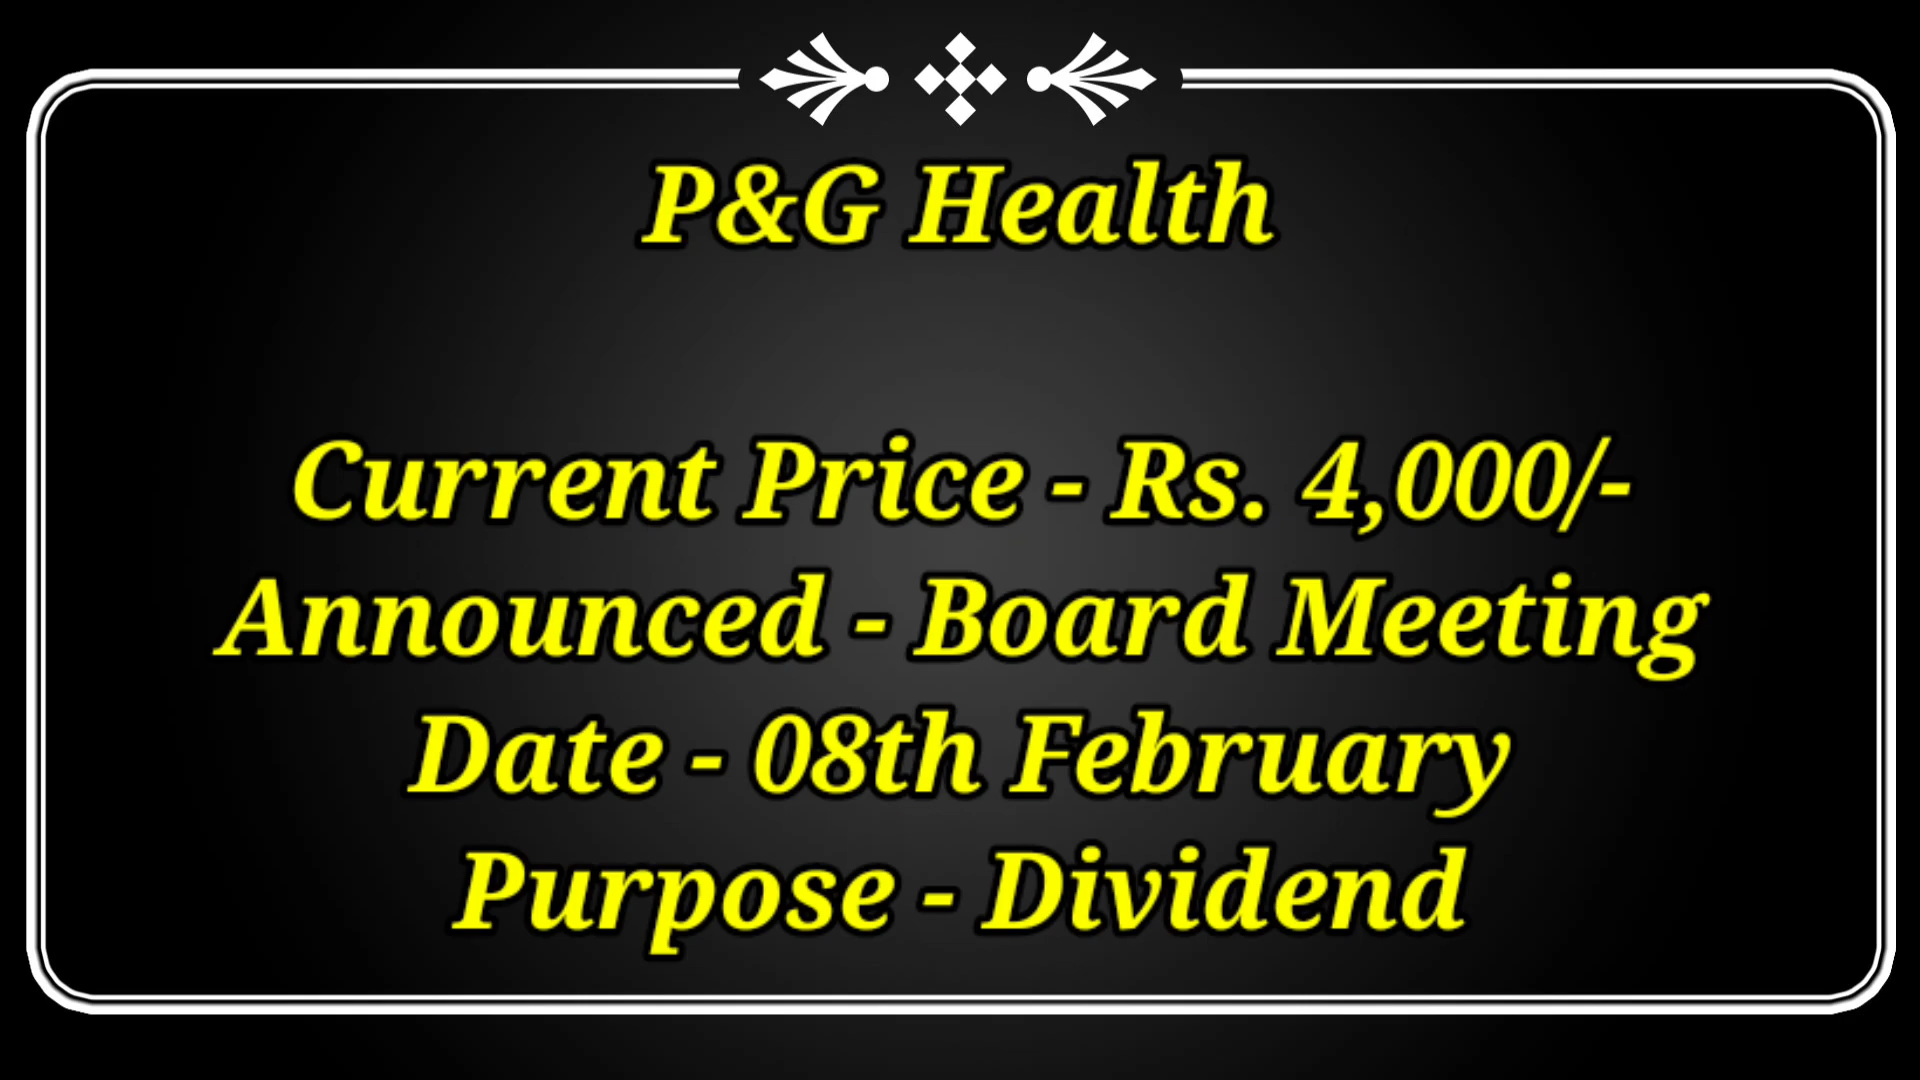 P&G Health
Current Price - Rs. 4,000/-
Announced - Board Meeting
Date - 08th February
Purpose - Dividend